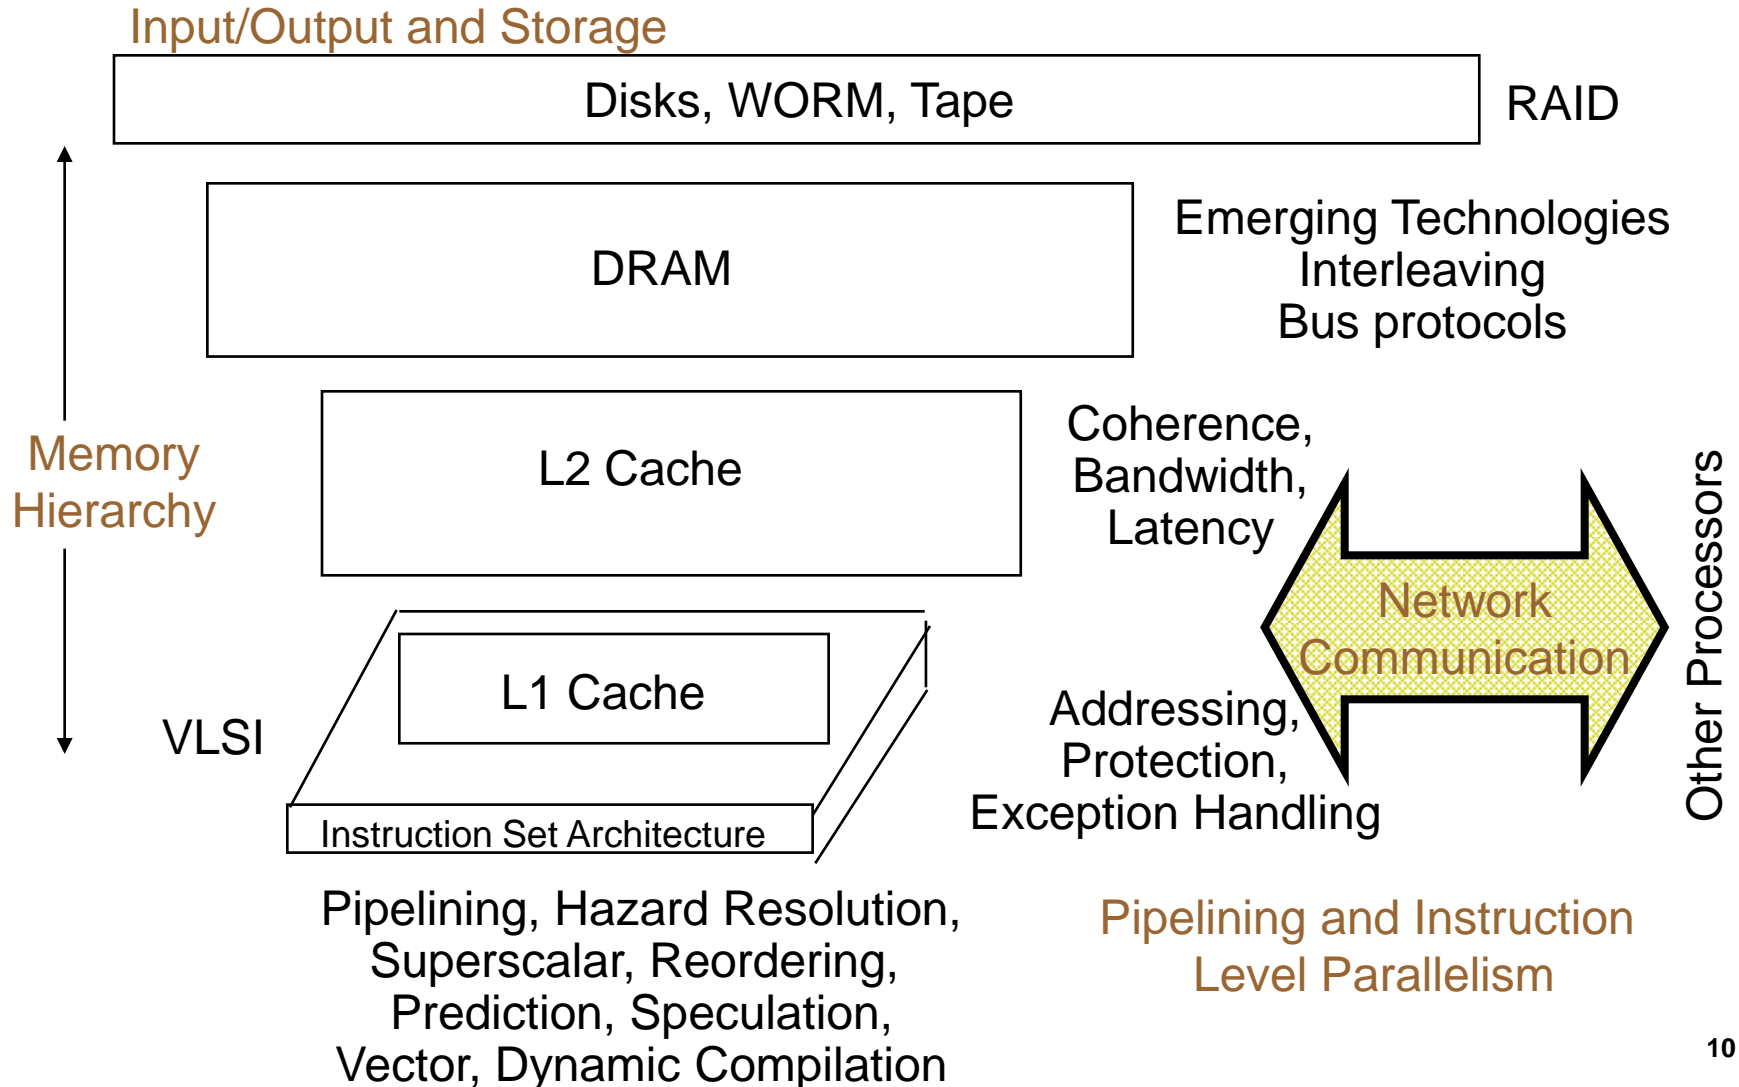 Input/Output and Storage
Disks, WORM, Tape
RAID
DRAM
Emerging Technologies
Interleaving
Bus protocols
Memory
Hierarchy
L2 Cache
Coherence,
Bandwidth,
Latency
Network
Communication
Other Processors
L1 Cache
VLSI
Addressing,
Protection,
Exception Handling
Instruction Set Architecture
Pipelining, Hazard Resolution,
Superscalar, Reordering,
Prediction, Speculation,
Vector, Dynamic Compilation
Pipelining and Instruction
Level Parallelism
10